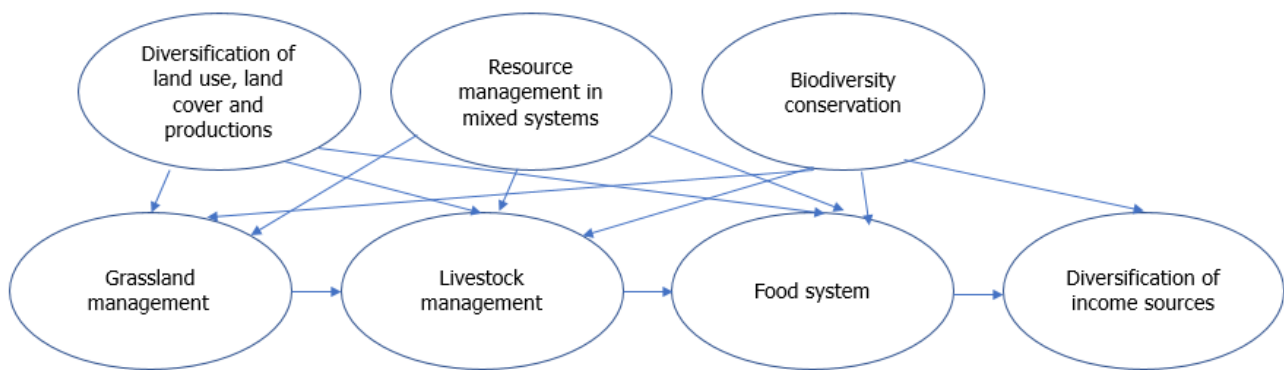 Diversification of
land use, land
cover and
productions
Resource
management in
mixed systems
Biodiversity
conservation
Grassland
management
Livestock
management
Food system
Diversification of
income sources